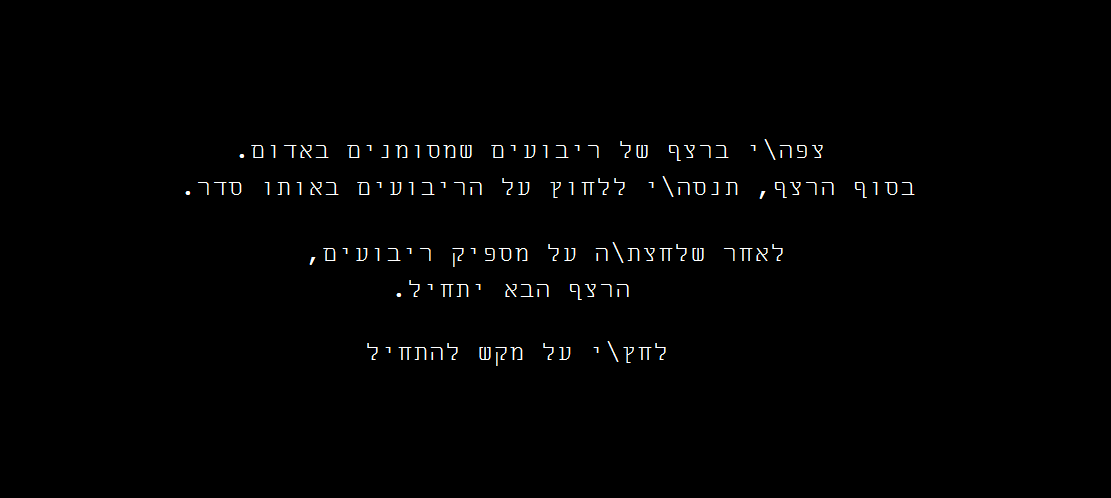 צפה\י ברצף של ריבועים שמסומנים באדום.
בסוף הרצף, תנסה\י ללחוץ על הריבועים באותו סדר.
לאחר שלחצת\ה על מספיק ריבועים,
הרצף הבא יתחיל.
לחץ\י על מקש להתחיל